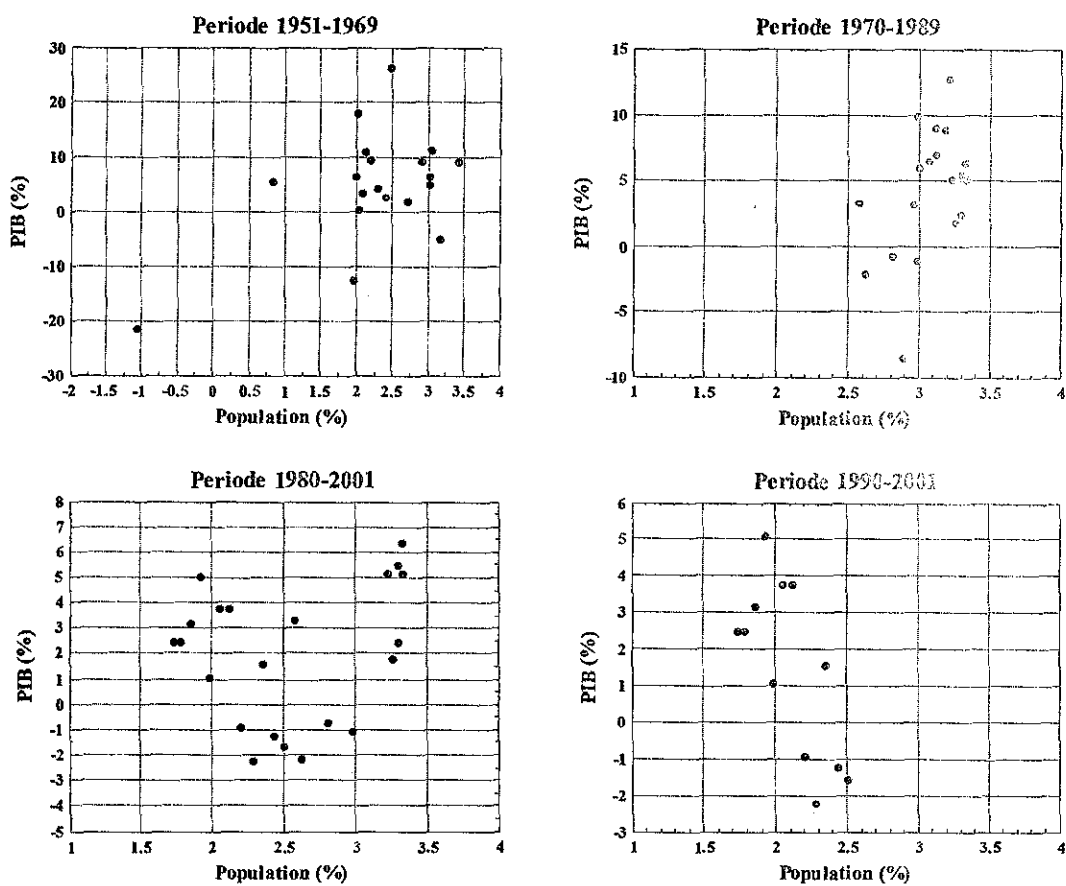 Periode 1951-1969
30
20
10
0
-10
-20
-30
PIB (%)
-2 -1.5 -1 -0.5 0 0.5 1 1.5 2 2.5 3 3.5 4
Population (%)
Periode 1970-1989
15
10
5
0
-5
-10
PIB (%)
1 1.5 2 2.5 3 3.5 4
Population (%)
Periode 1980-2001
8
7
6
5
4
3
2
1
0
-1
-2
-3
-4
-5
PIB (%)
1 1.5 2 2.5 3 3.5 4
Population (%)
Periode 1990-2001
6
5
4
3
2
1
0
-1
-2
-3
PIB (%)
1 1.5 2 2.5 3 3.5 4
Population (%)